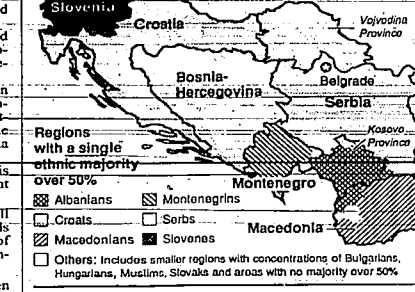 Slovenia
Croatia
Vojvodina
Province
Bosnia-
Hercegovina
Belgrade
Serbia
Kosovo
Province
Regions
with a single
ethnic majority
over 50%
Montenegro
Albanians
Montenegrins
Croats
Serbs
Macedonia
Macedonians
Slovenes
Others: Includes smaller regions with concentrations of Bulgarians,
Hungarians, Muslims, Slovaks and areas with no majority over 50%